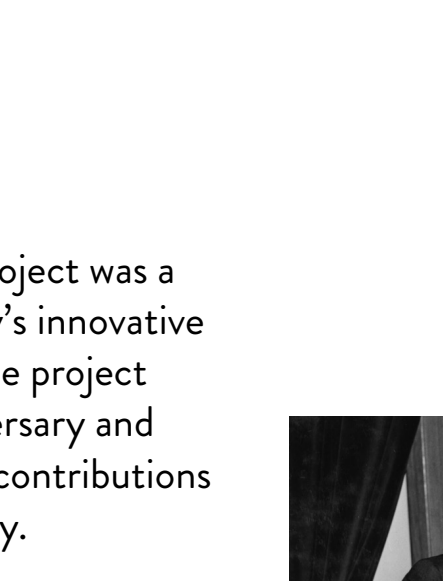 oject was a
y's innovative
e project
ersary and
contributions
y.